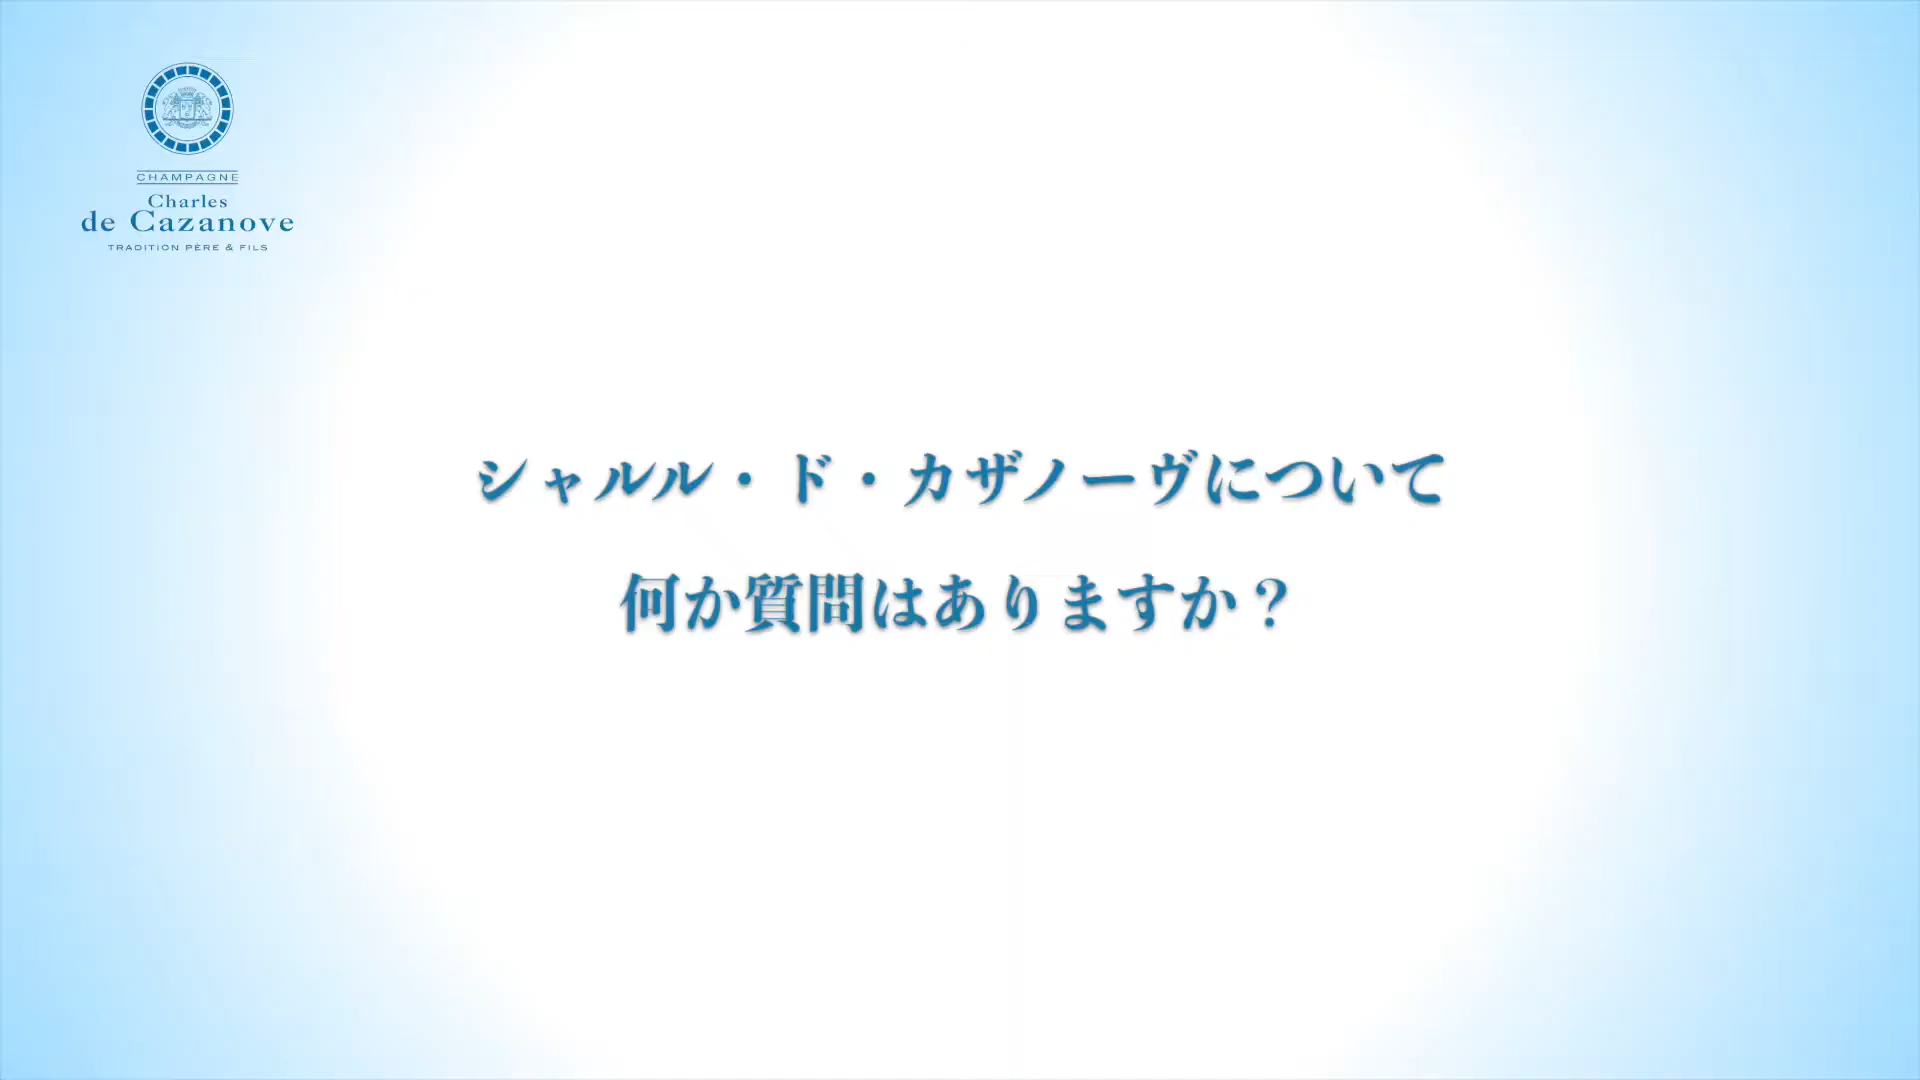 CHAMPAGNE
Charles
de Cazanove
TRADITION PÈRE & FILS
シャルル・ド・カザノーヴについて
何か質問はありますか？